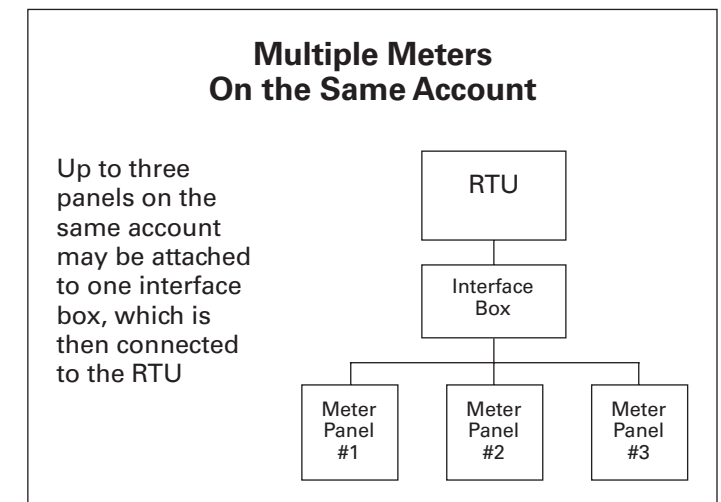 Multiple Meters
On the Same Account
Up to three
panels on the
same account
may be attached
to one interface
box, which is
then connected
to the RTU
RTU
Interface
Box
Meter
Panel
#1
Meter
Panel
#2
Meter
Panel
#3